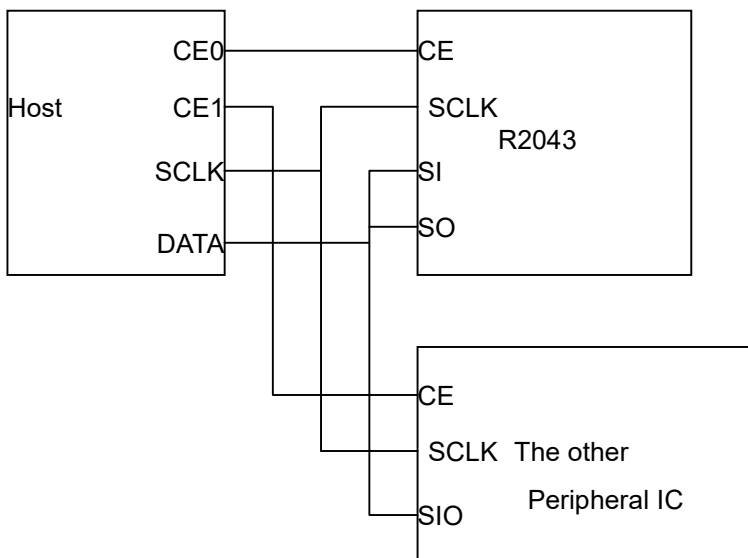 CE0
CE
Host
CE1
SCLK
R2043
SCLK
SI
SO
DATA
CE
SCLK The other
Peripheral IC
SIO